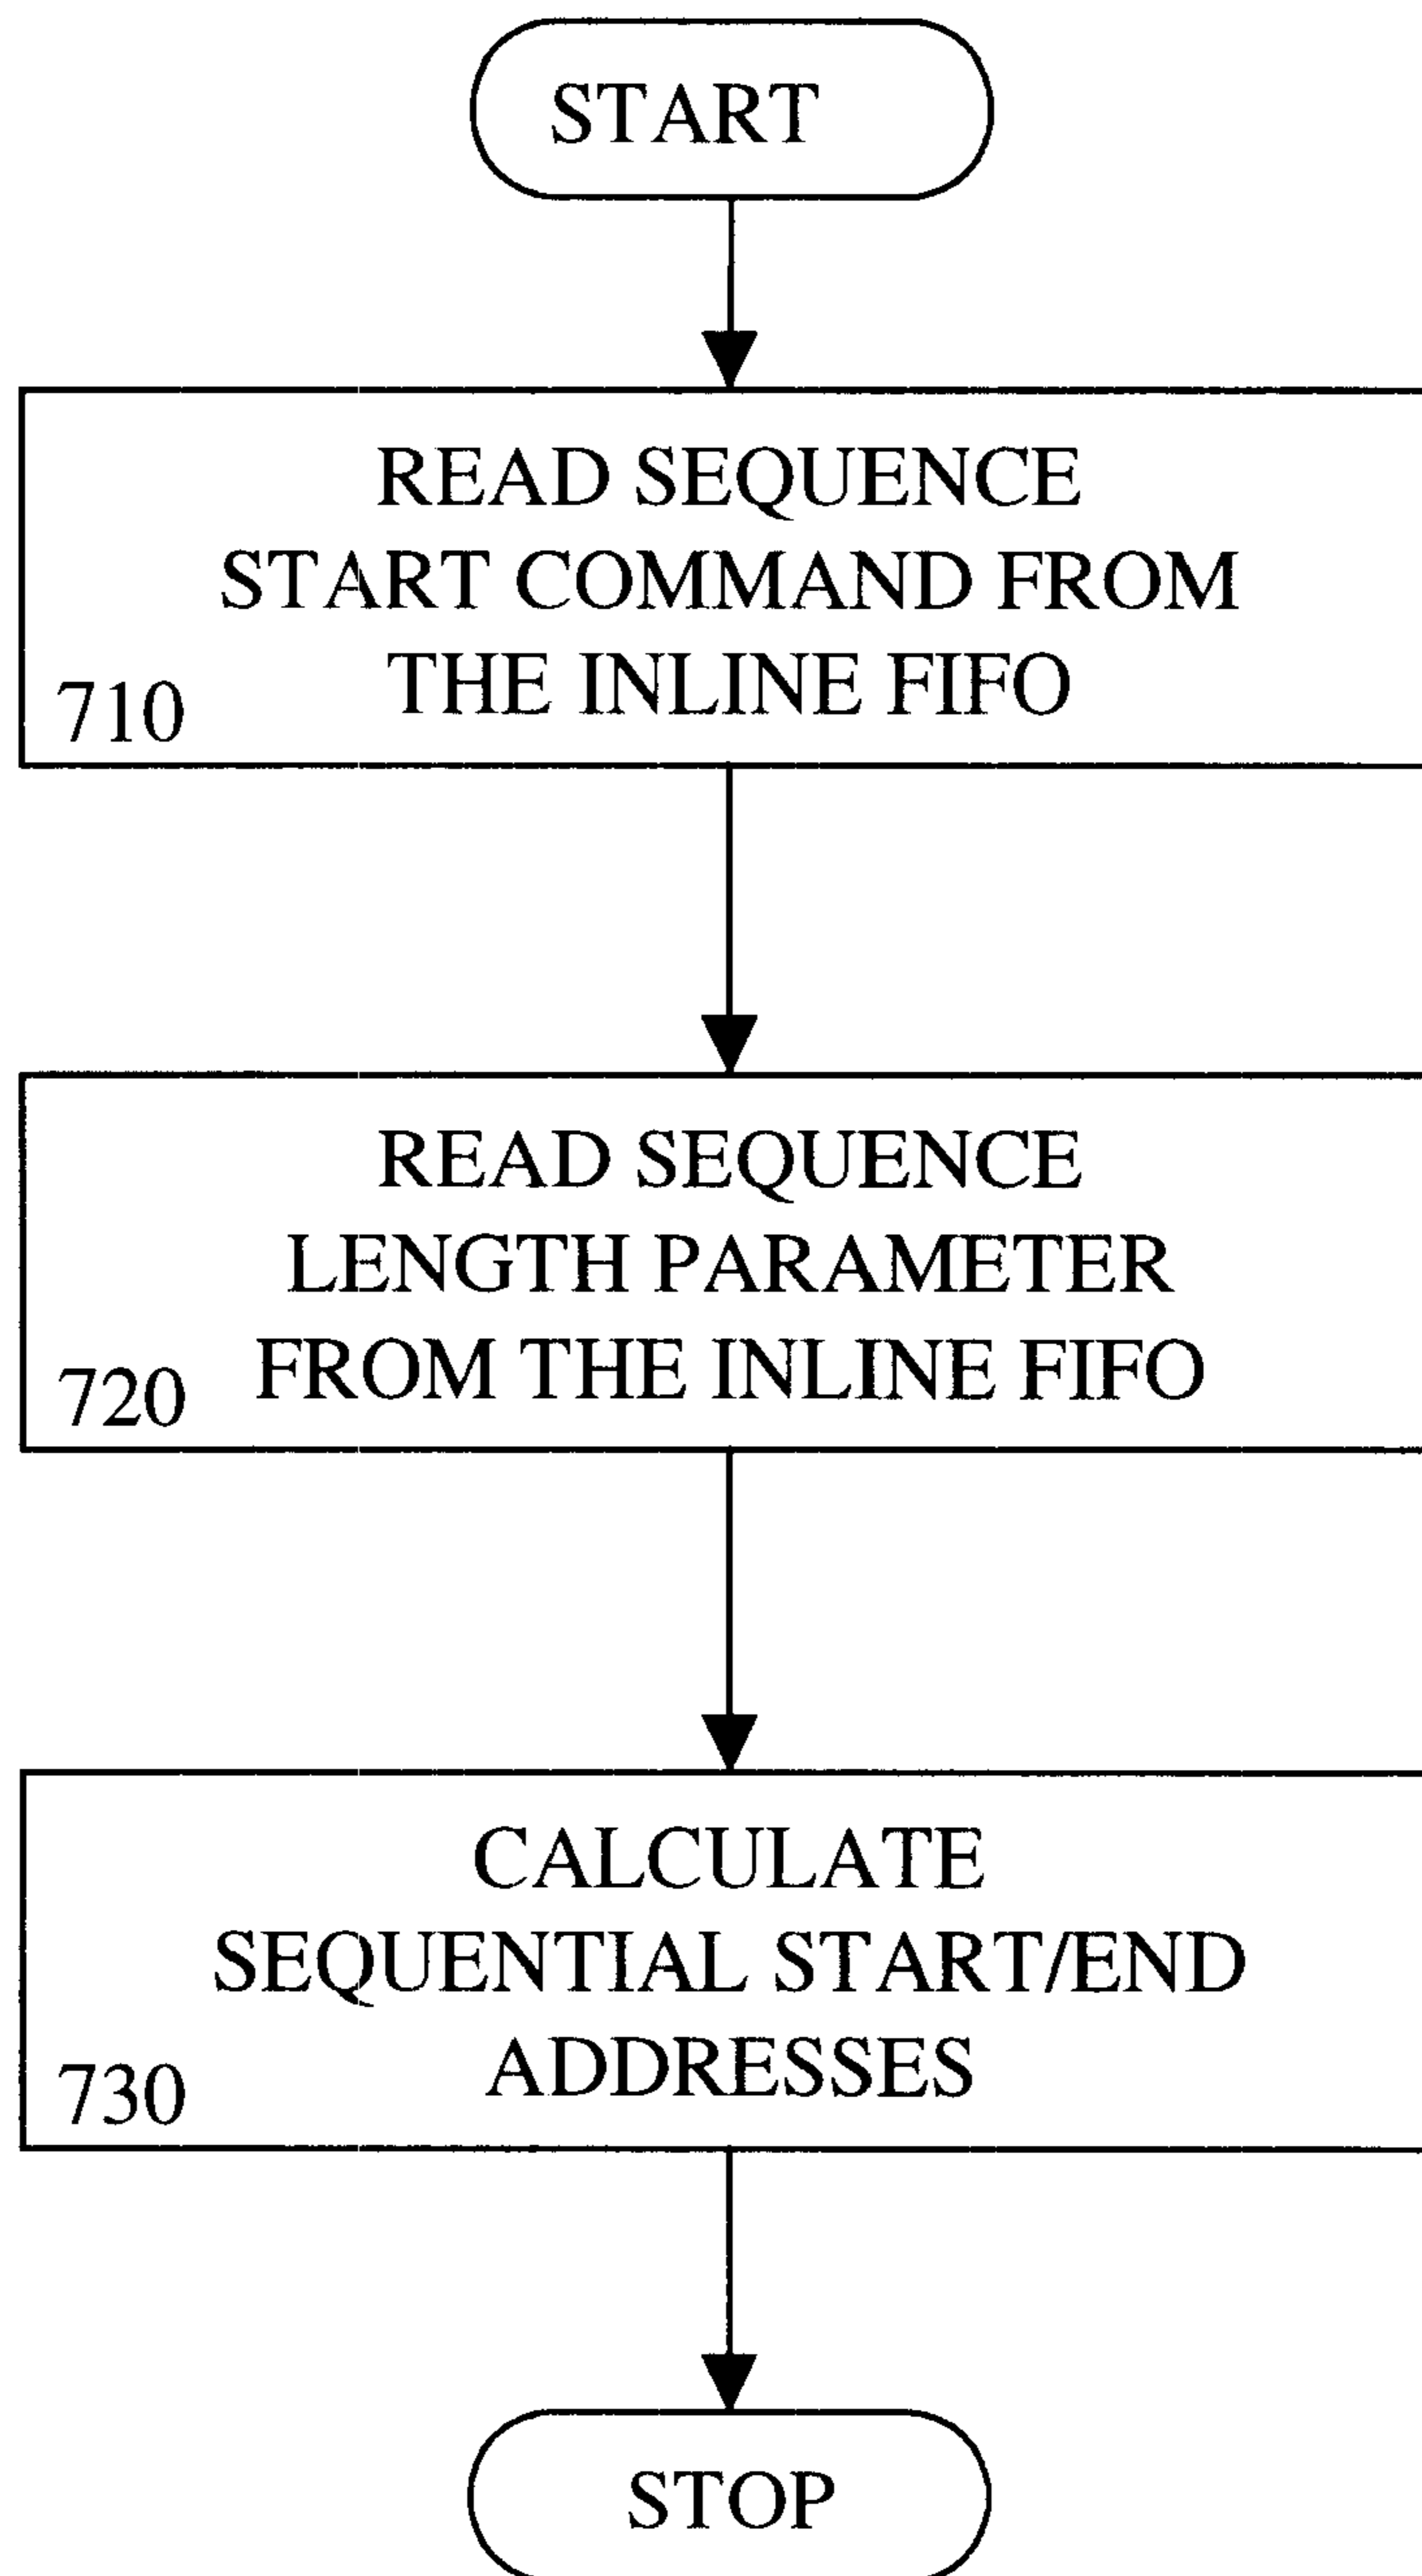 START
READ SEQUENCE
START COMMAND FROM
THE INLINE FIFO
710
READ SEQUENCE
LENGTH PARAMETER
FROM THE INLINE FIFO
720
CALCULATE
SEQUENTIAL START/END
ADDRESSES
730
STOP